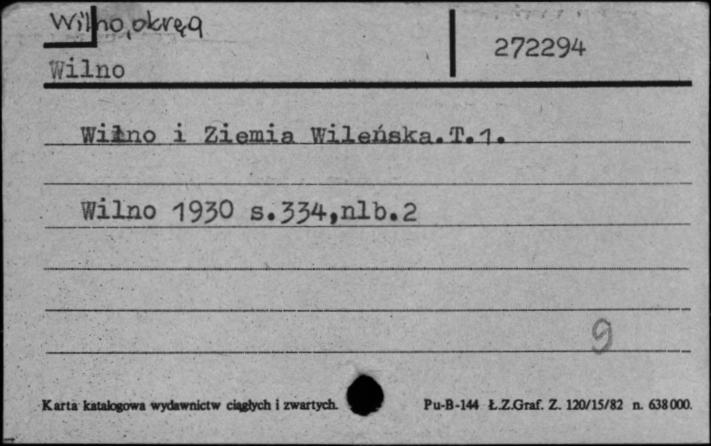 Wilno, okręg
272294
Wilno
Wilno i Ziemia Wileńska.T.1.
Wilno 1930 s.334,nlb.2
9
Karta katalogowa wydawnictw ciągłych i zwartych.
Pu-B-144 Ł.Z.Graf. Z. 120/15/82 n. 638000.